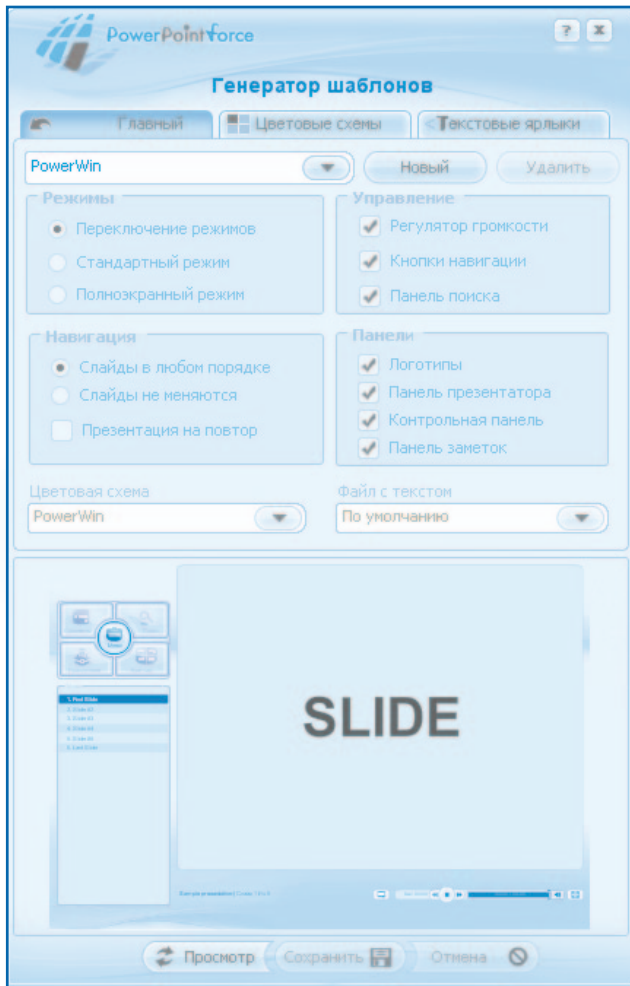 PowerPointforce
? X
Генератор шаблонов
Главный
Цветовые схемы
<Текстовые ярлыки
PowerWin
Новый
Удалить
Режимы
Переключение режимов
Стандартный режим
Полноэкранный режим
Управление
Регулятор громкости
Кнопки навигации
Панель поиска
Навигация
Слайды в любом порядке
Слайды не меняются
Презентация на повтор
Панели
Логотипы
Панель презентатора
Контрольная панель
Панель заметок
Цветовая схема
PowerWin
Файл с текстом
По умолчанию
SLIDE
Просмотр
Сохранить
Отмена